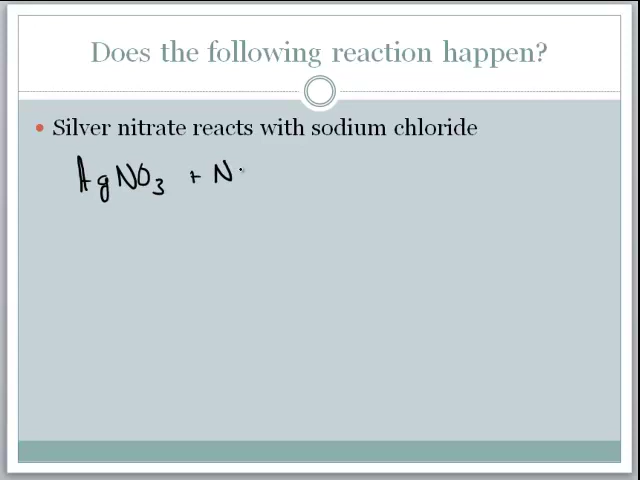 Does the following reaction happen?
• Silver nitrate reacts with sodium chloride
AgNO₃ + N